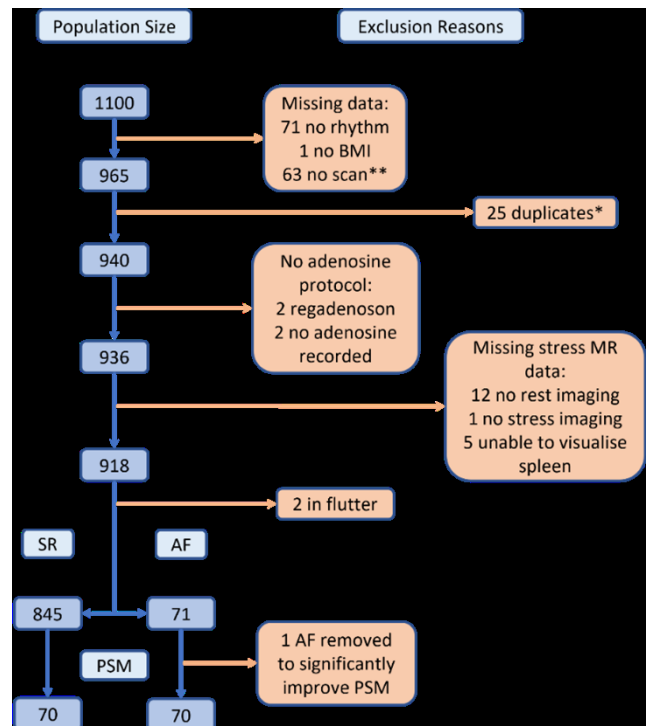 Population Size
Exclusion Reasons
1100
Missing data:
71 no rhythm
1 no BMI
63 no scan**
965
25 duplicates*
940
No adenosine
protocol:
2 regadenoson
2 no adenosine
recorded
936
Missing stress MR
data:
12 no rest imaging
1 no stress imaging
5 unable to visualise
spleen
918
2 in flutter
SR
AF
845
71
1 AF removed
to significantly
improve PSM
PSM
70
70